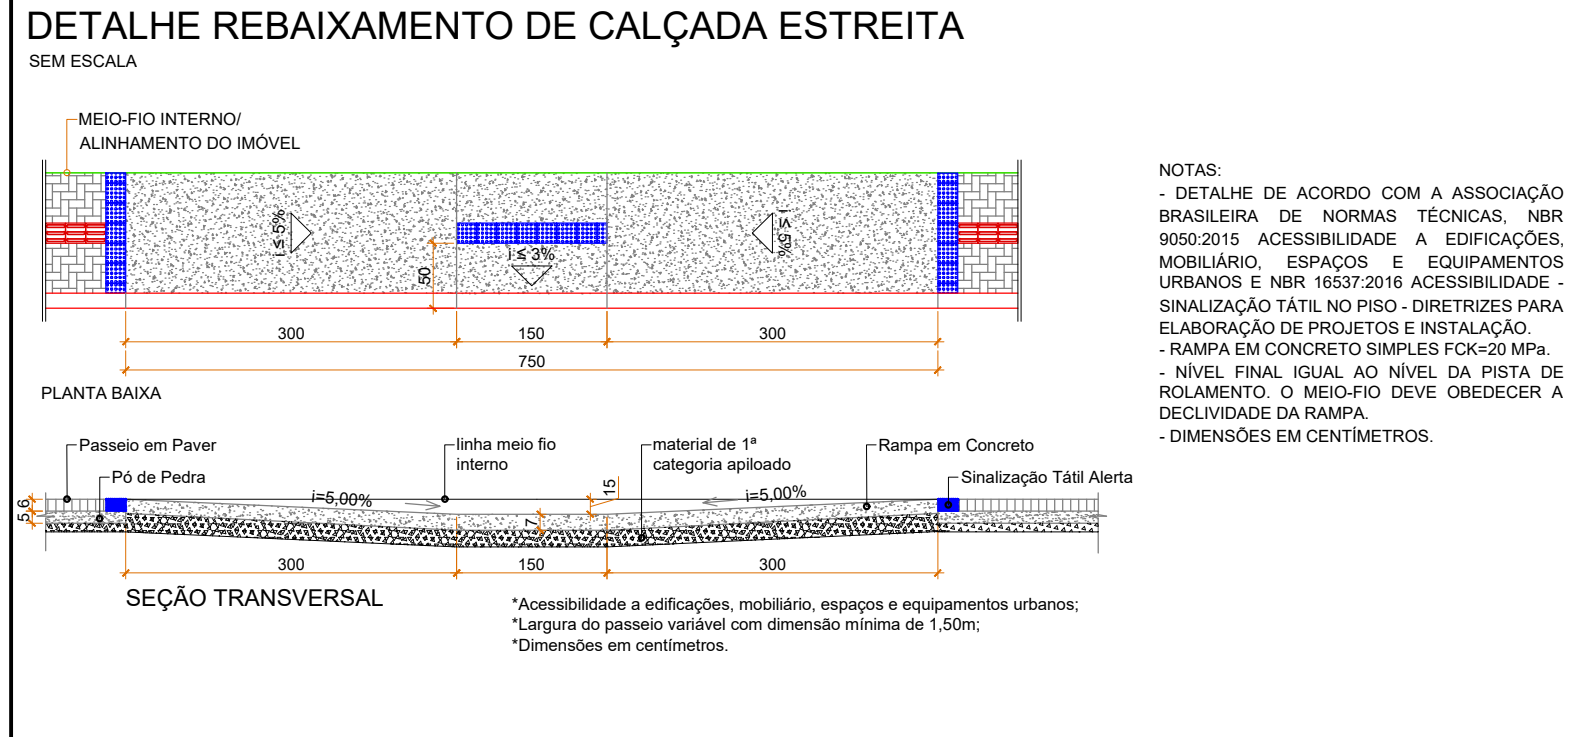 DETALHE REBAIXAMENTO DE CALÇADA ESTREITA
SEM ESCALA
MEIO-FIO INTERNO/
ALINHAMENTO DO IMÓVEL
i ≤ 5%
i ≤ 3%
i ≤ 5%
50
300
150
300
750
PLANTA BAIXA
Passeio em Paver
Pó de Pedra
linha meio fio
interno
material de 1ª
categoria apiloado
Rampa em Concreto
Sinalização Tátil Alerta
i=5,00%
15
i=5,00%
6
5
7
300
150
300
SEÇÃO TRANSVERSAL
*Acessibilidade a edificações, mobiliário, espaços e equipamentos urbanos;
*Largura do passeio variável com dimensão mínima de 1,50m;
*Dimensões em centímetros.
NOTAS:
- DETALHE DE ACORDO COM A ASSOCIAÇÃO
BRASILEIRA DE NORMAS TÉCNICAS, NBR
9050:2015 ACESSIBILIDADE A EDIFICAÇÕES,
MOBILIÁRIO, ESPAÇOS E EQUIPAMENTOS
URBANOS E NBR 16537:2016 ACESSIBILIDADE -
SINALIZAÇÃO TÁTIL NO PISO - DIRETRIZES PARA
ELABORAÇÃO DE PROJETOS E INSTALAÇÃO.
- RAMPA EM CONCRETO SIMPLES FCK=20 MPa.
- NÍVEL FINAL IGUAL AO NÍVEL DA PISTA DE
ROLAMENTO. O MEIO-FIO DEVE OBEDECER A
DECLIVIDADE DA RAMPA.
- DIMENSÕES EM CENTÍMETROS.